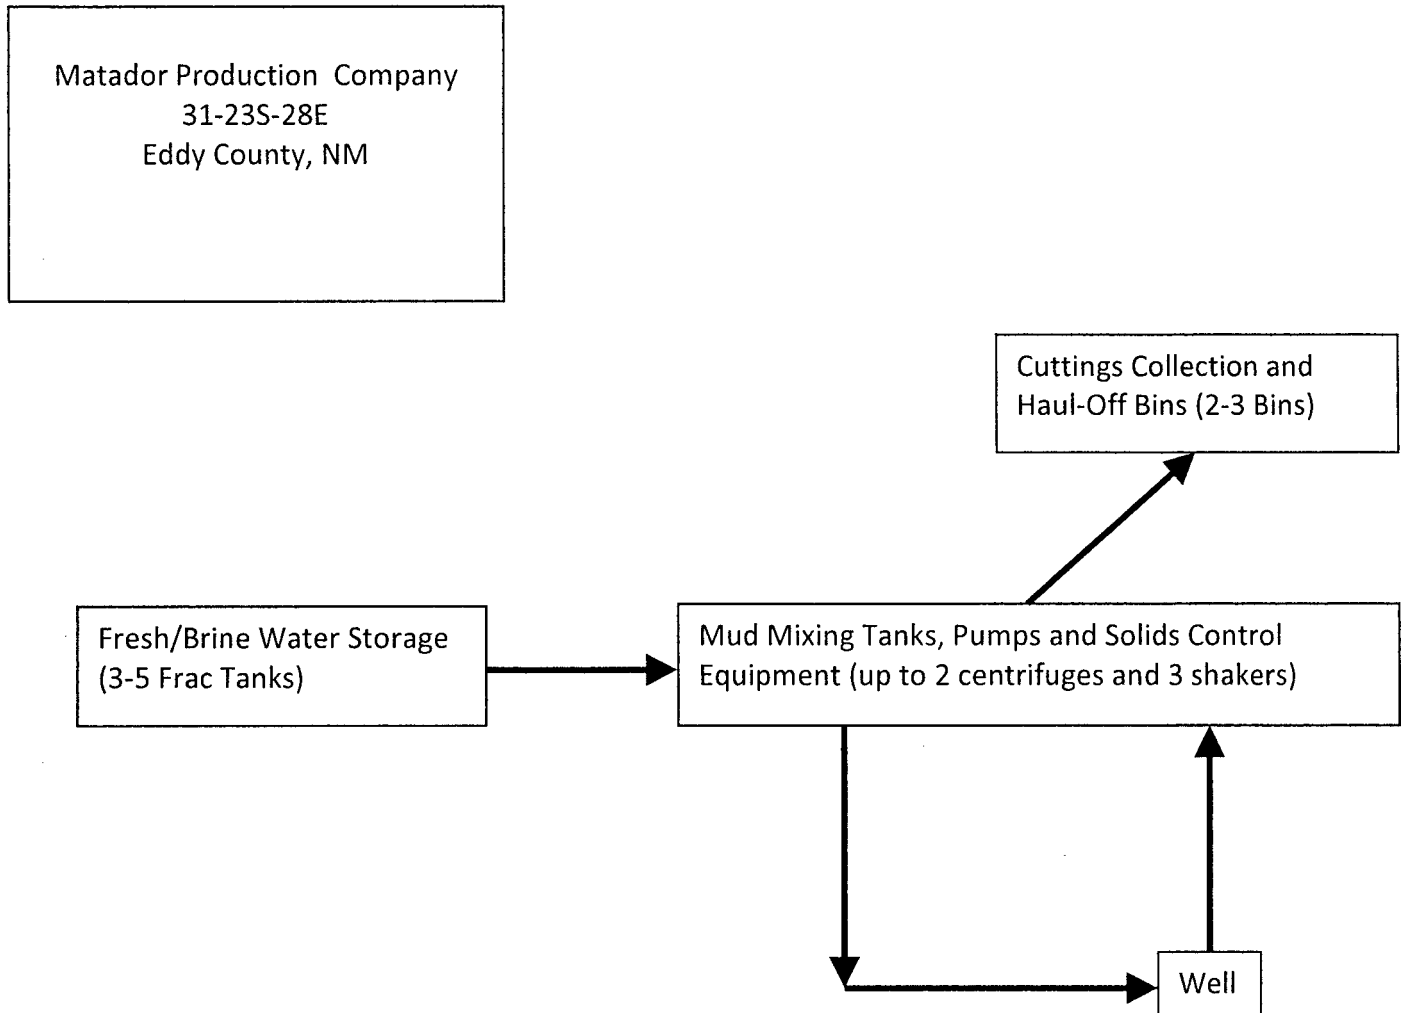 Matador Production Company
31-23S-28E
Eddy County, NM
Cuttings Collection and
Haul-Off Bins (2-3 Bins)
Fresh/Brine Water Storage
(3-5 Frac Tanks)
Mud Mixing Tanks, Pumps and Solids Control
Equipment (up to 2 centrifuges and 3 shakers)
Well